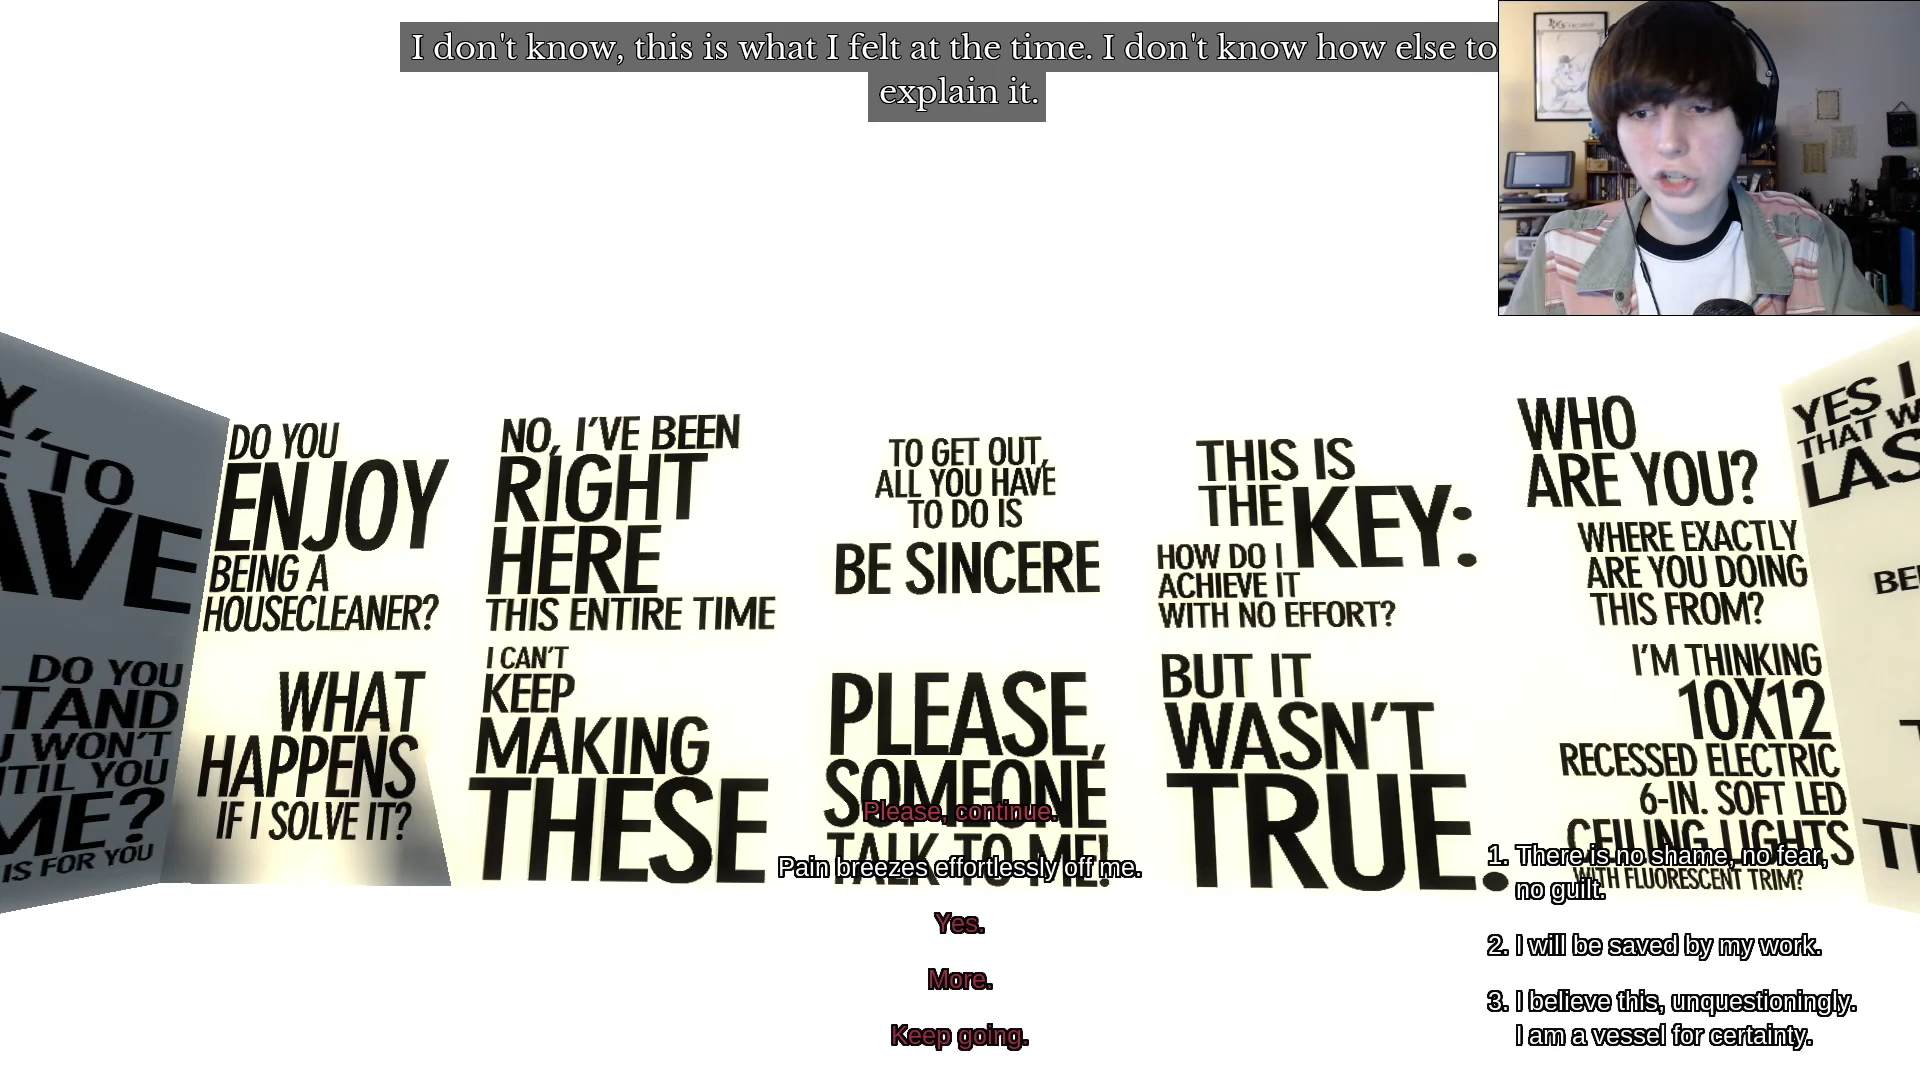 I don't know, this is what I felt at the time. I don't know how else to
explain it.
AVE
DO YOU
WON'T
ME?
IS FOR YOU
DO YOU
ENJOY
BEING A
HOUSECLEANER?
WHAT
HAPPENS
IF I SOLVE IT?
NO, I'VE BEEN
RIGHT
HERE
THIS ENTIRE TIME
I CAN'T
KEEP
MAKING
THESE
TO GET OUT,
ALL YOU HAVE
TO DO IS
BE SINCERE
PLEASE,
SOMEONE
TALK TO ME!
THIS IS
THE KEY:
HOW DO I
ACHIEVE IT
WITH NO EFFORT?
BUT IT
WASN'T
TRUE.
WHO
ARE YOU?
WHERE EXACTLY
ARE YOU DOING
THIS FROM?
I'M THINKING
10X12
RECESSED ELECTRIC
6-IN. SOFT LED
CEILING LIGHTS
WITH FLUORESCENT TRIM?
YES I
THAT
Please, continue.
Pain breezes effortlessly off me.
Yes.
More.
Keep going.
1. There is no shame, no fear,
no guilt.
2. I will be saved by my work.
3. I believe this, unquestioningly.
I am a vessel for certainty.